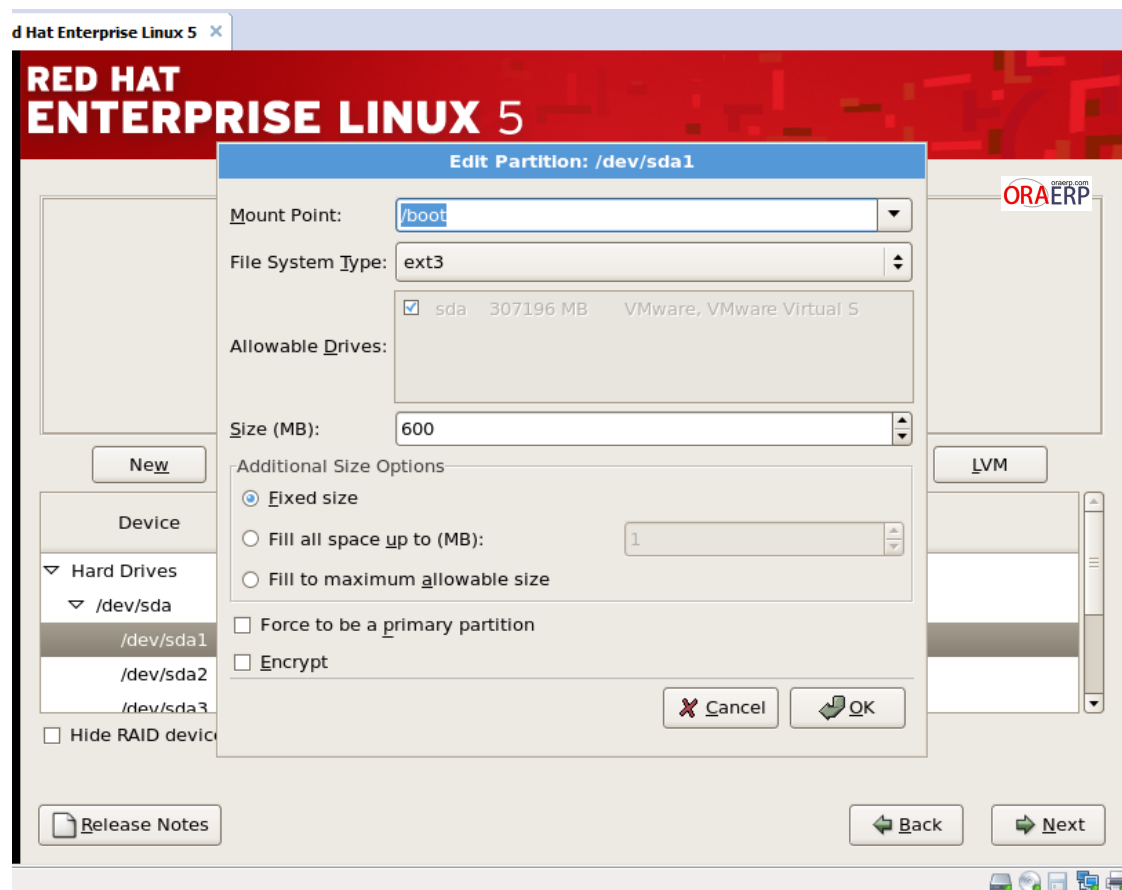 d Hat Enterprise Linux 5
RED HAT
ENTERPRISE LINUX 5
Edit Partition: /dev/sda1
oraerp.com
ORAERP
Mount Point: /boot
File System Type: ext3
sda 307196 MB VMware, VMware Virtual S
Allowable Drives:
Size (MB): 600
New
Additional Size Options
LVM
Fixed size
Device
Fill all space up to (MB): 1
Hard Drives
Fill to maximum allowable size
/dev/sda
Force to be a primary partition
/dev/sda1
Encrypt
/dev/sda2
/dev/sda3
Cancel OK
Hide RAID device
Release Notes Back Next